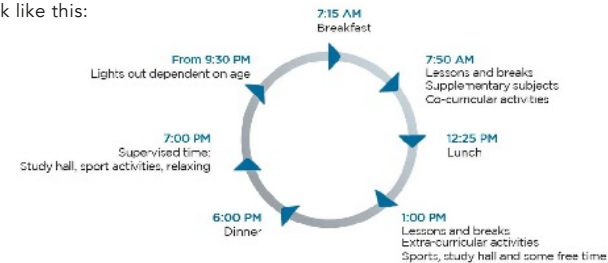 k like this:
7:15 AM
Breakfast
7:50 AM
Lessons and breaks
Supplementary subjects
Co-curricular activities
12:25 PM
Lunch
1:00 PM
Lessons and breaks
Extra-curricular activities
Sports, study hall and some free time
6:00 PM
Dinner
7:00 PM
Supervised time:
Study hall, sport activities, relaxing
From 9:30 PM
Lights out dependent on age